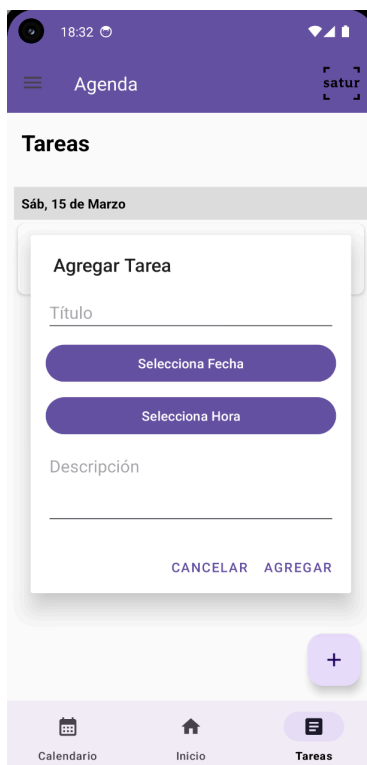 18:32
Agenda
satur
Tareas
Sáb, 15 de Marzo
Agregar Tarea
Título
Selecciona Fecha
Selecciona Hora
Descripción
CANCELAR AGREGAR
+
Calendario Inicio Tareas